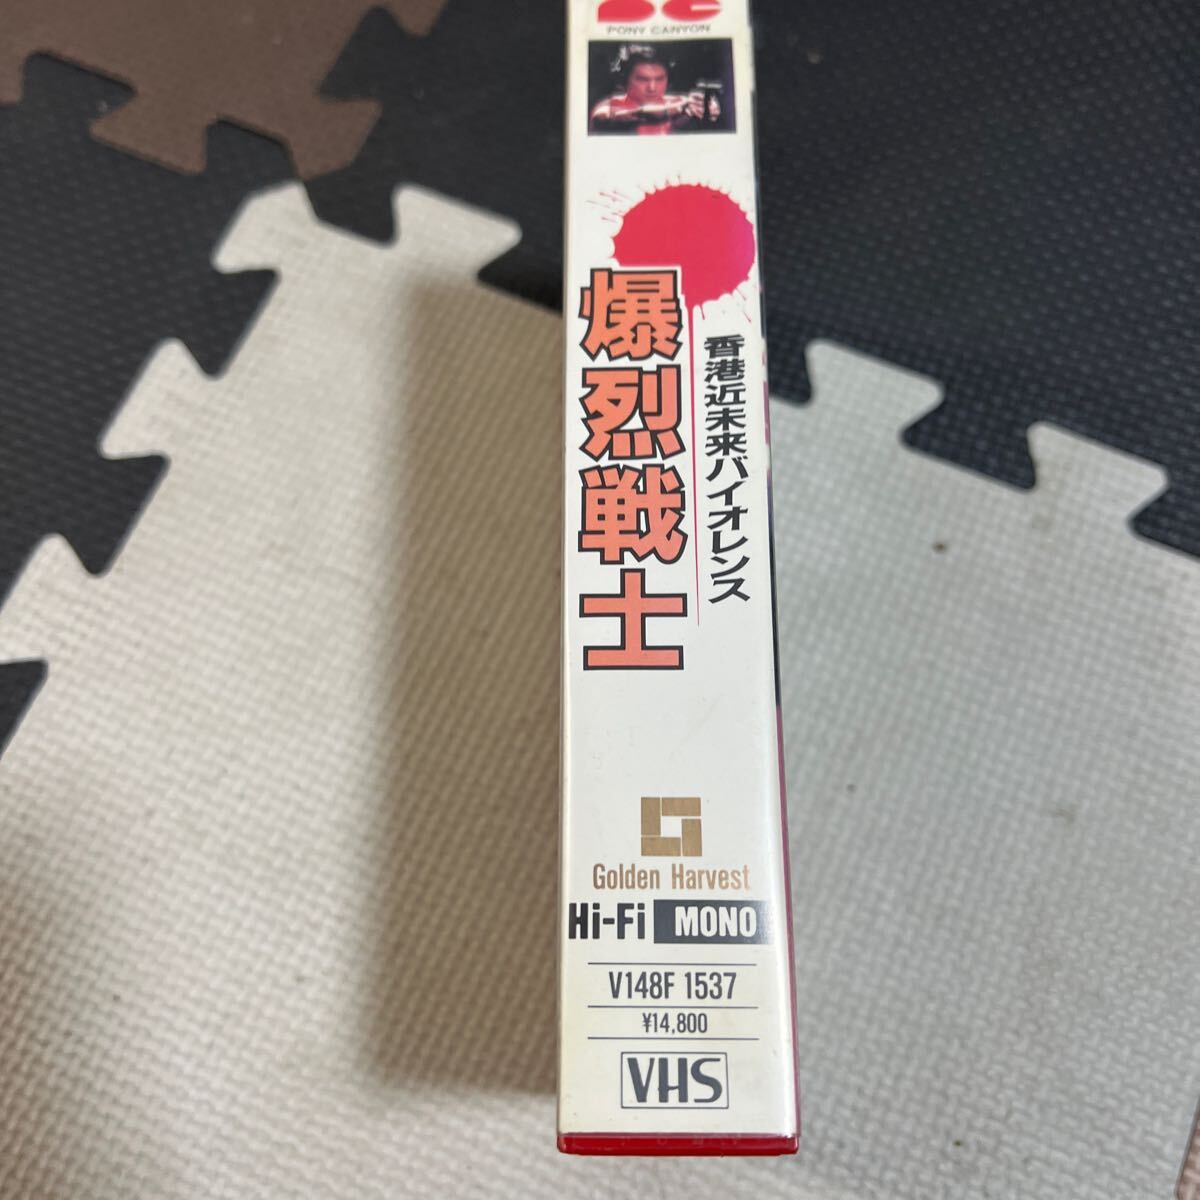 PONY CANYON
爆烈戦士
香港近未来バイオレンス
Golden Harvest
Hi-Fi MONO
V148F 1537
¥14,800
VHS